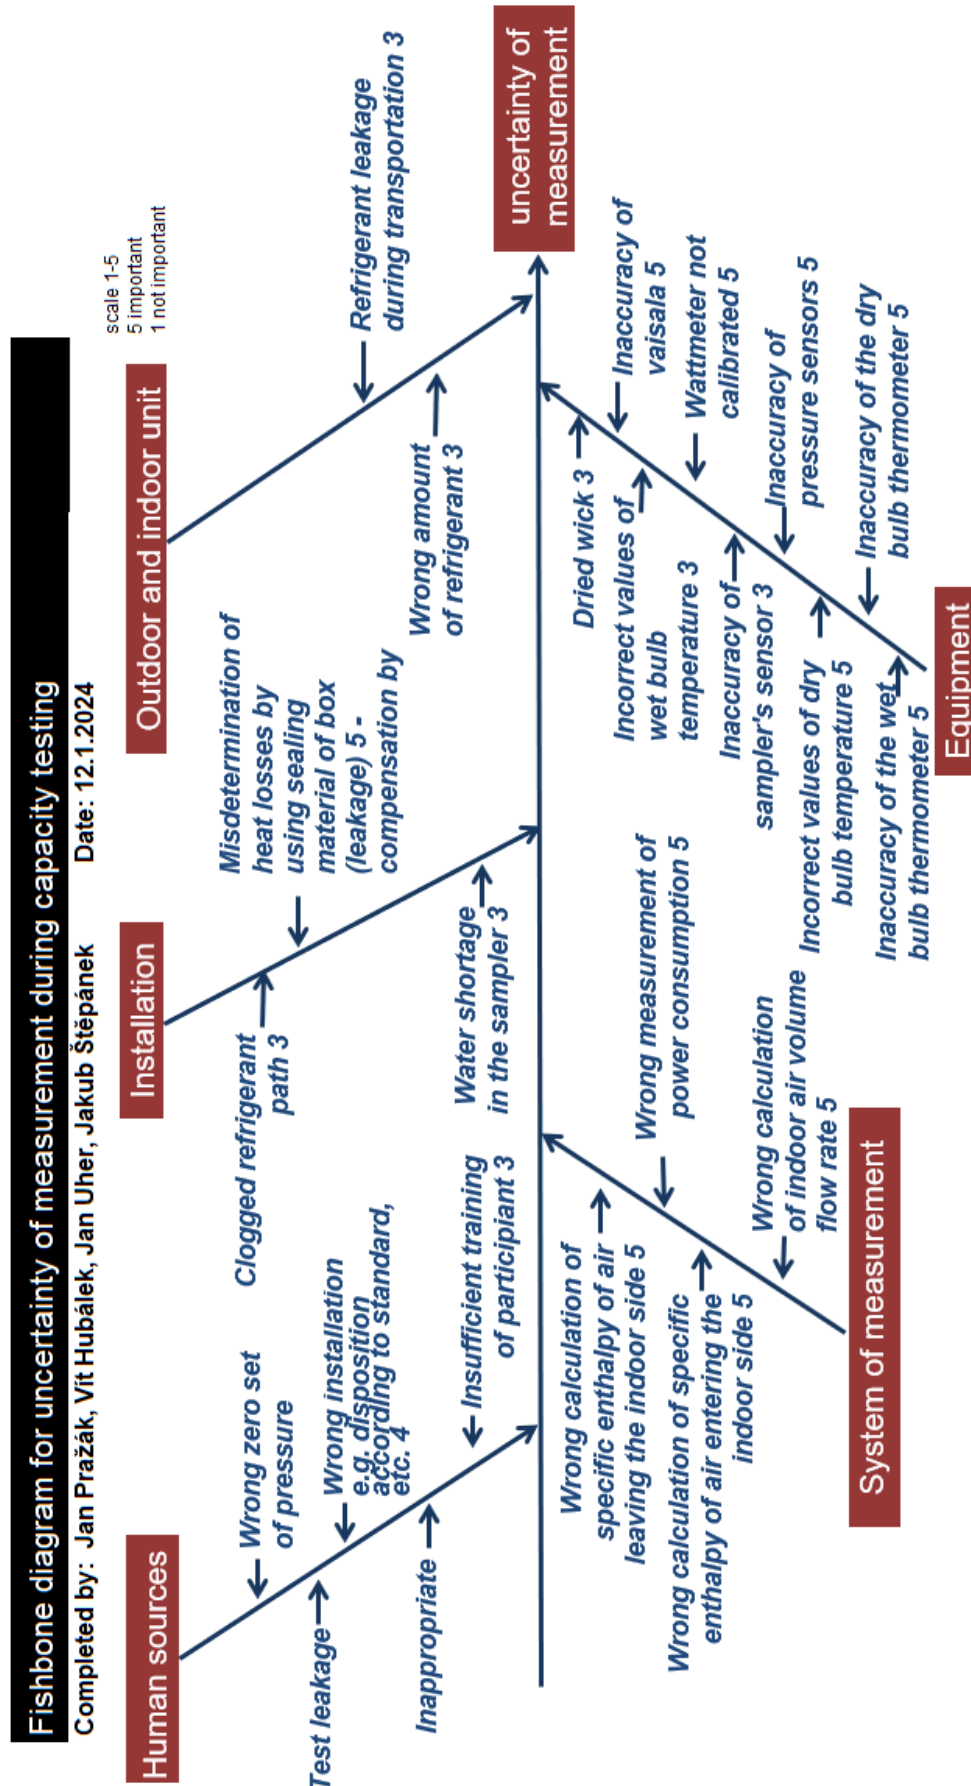 Fishbone diagram for uncertainty of measurement during capacity testing
Completed by: Jan Pražák, Vít Hubálek, Jan Uher, Jakub Štěpánek Date: 12.1.2024
scale 1-5
5 important
1 not important
Human sources
Installation
Outdoor and indoor unit
Wrong zero set
of pressure
Test leakage
Wrong installation
e.g. disposition
according to standard,
etc. 4
Inappropriate
Insufficient training
of participiant 3
Clogged refrigerant
path 3
Misdetermination of
heat losses by
using sealing
material of box
(leakage) 5 -
compensation by
Water shortage
in the sampler 3
Refrigerant leakage
during transportation 3
Wrong amount
of refrigerant 3
uncertainty of
measurement
Wrong calculation of
specific enthalpy of air
leaving the indoor side 5
Wrong measurement of
power consumption 5
Wrong calculation of specific
enthalpy of air entering the
indoor side 5
Wrong calculation
of indoor air volume
flow rate 5
System of measurement
Dried wick 3
Inaccuracy of
vaisala 5
Incorrect values of
wet bulb
temperature 3
Wattmeter not
calibrated 5
Inaccuracy of
sampler's sensor 3
Inaccuracy of
pressure sensors 5
Incorrect values of dry
bulb temperature 5
Inaccuracy of the dry
bulb thermometer 5
Inaccuracy of the wet
bulb thermometer 5
Equipment